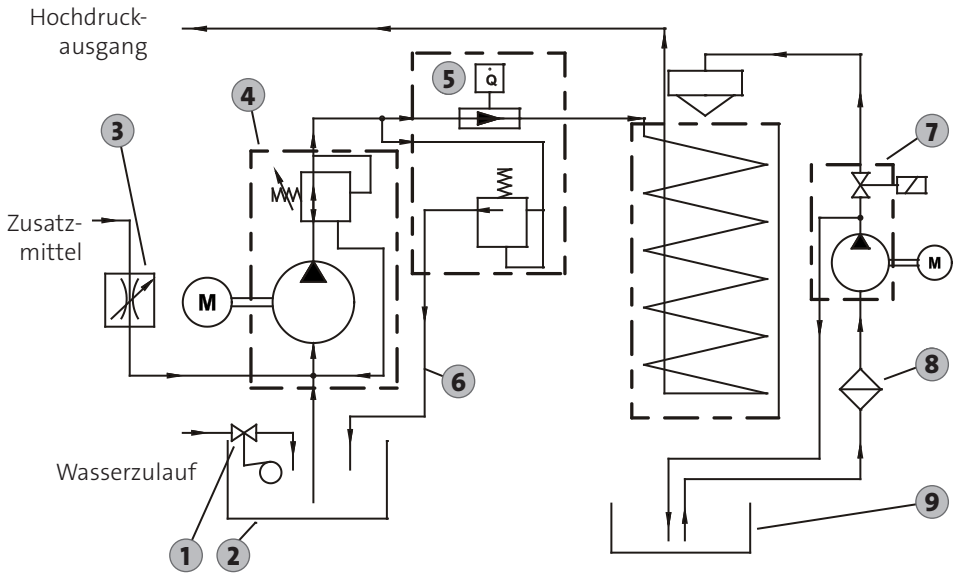 Hochdruck-
ausgang
5
Q̇
4
3
7
Zusatz-
mittel
M
M
6
8
Wasserzulauf
9
1
2